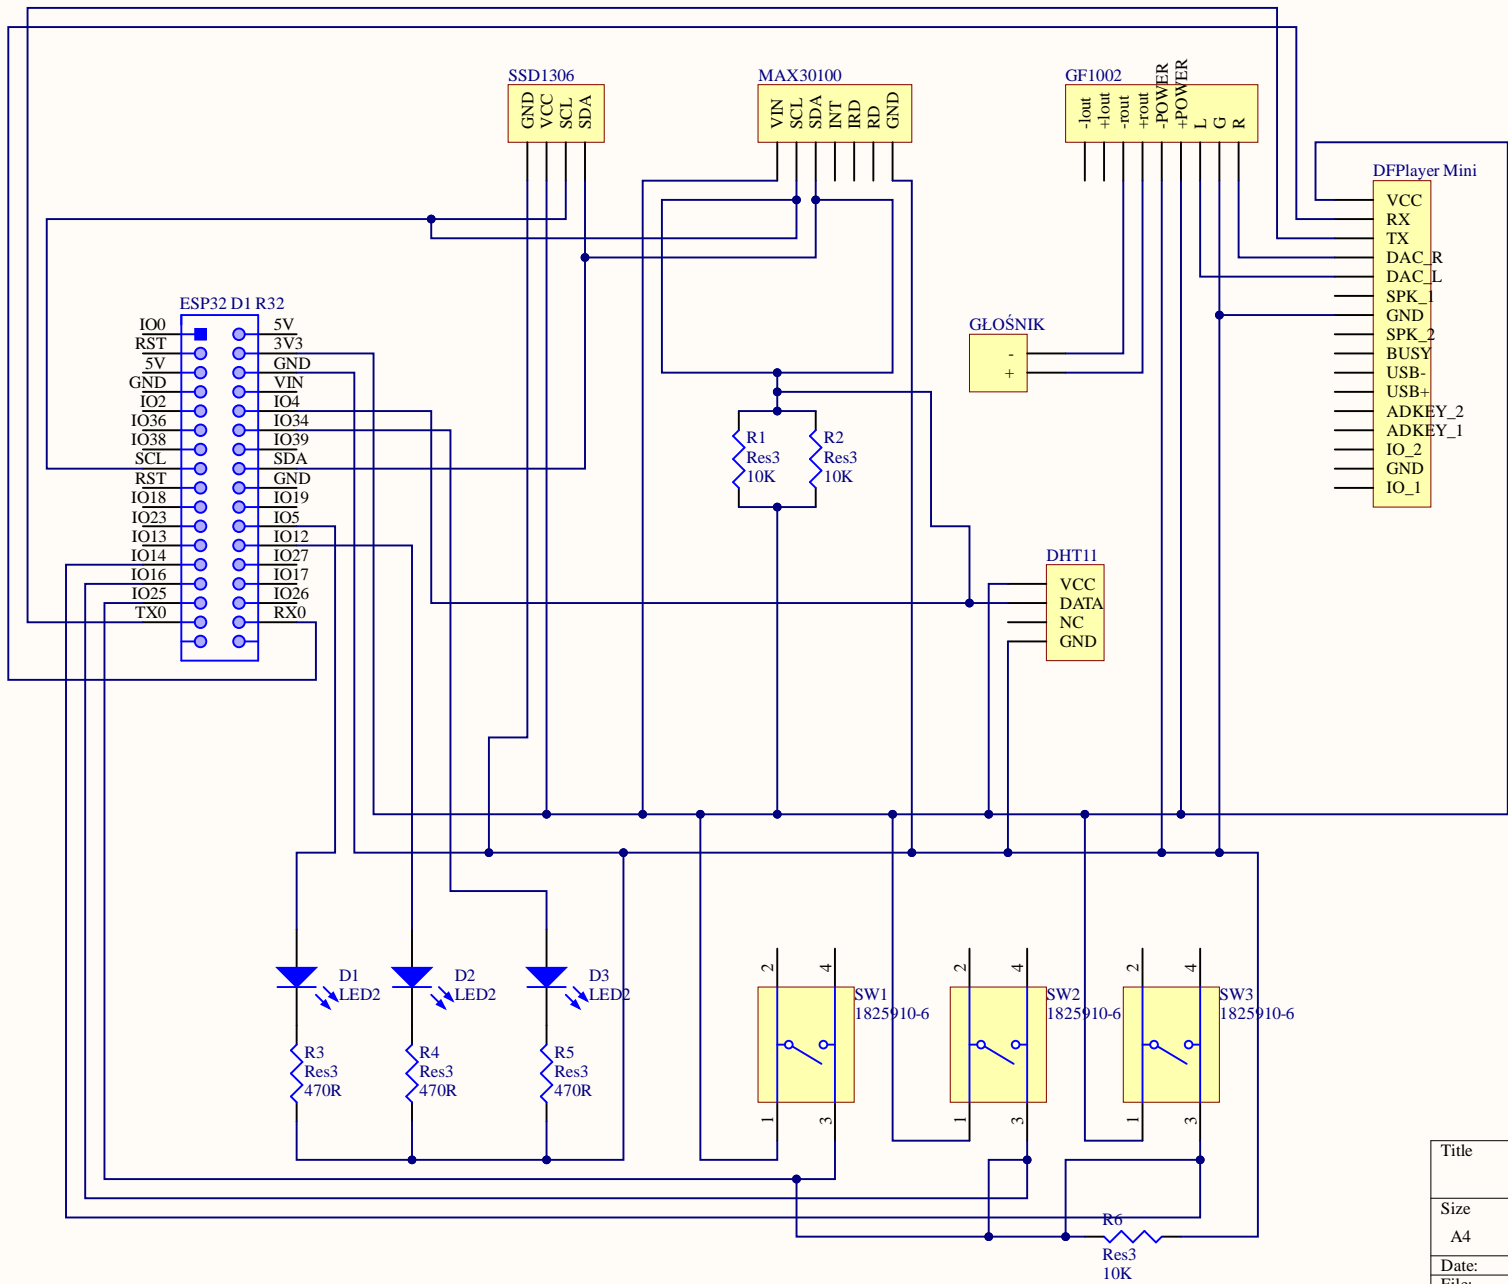 SSD1306
GND
VCC
SCL
SDA
MAX30100
VIN
SCL
SDA
INT
IRD
RD
GND
GF1002
-lout
+lout
-rout
+rout
-POWER
+POWER
L
G
R
DFPlayer Mini
VCC
RX
TX
DAC_R
DAC_L
SPK_1
GND
SPK_2
BUSY
USB-
USB+
ADKEY_2
ADKEY_1
IO_2
GND
IO_1
GŁOŚNIK
-
+
ESP32 D1 R32
IO0
RST
5V
GND
IO2
IO36
IO38
SCL
RST
IO18
IO23
IO13
IO14
IO16
IO25
TX0
5V
3V3
GND
VIN
IO4
IO34
IO39
SDA
GND
IO19
IO5
IO12
IO27
IO17
IO26
RX0
R1
Res3
10K
R2
Res3
10K
DHT11
VCC
DATA
NC
GND
D1
LED2
D2
LED2
D3
LED2
R3
Res3
470R
R4
Res3
470R
R5
Res3
470R
2
4
SW1
1825910-6
1
3
2
4
SW2
1825910-6
1
3
2
4
SW3
1825910-6
1
3
R6
Res3
10K
Title
Size
A4
Date:
File: